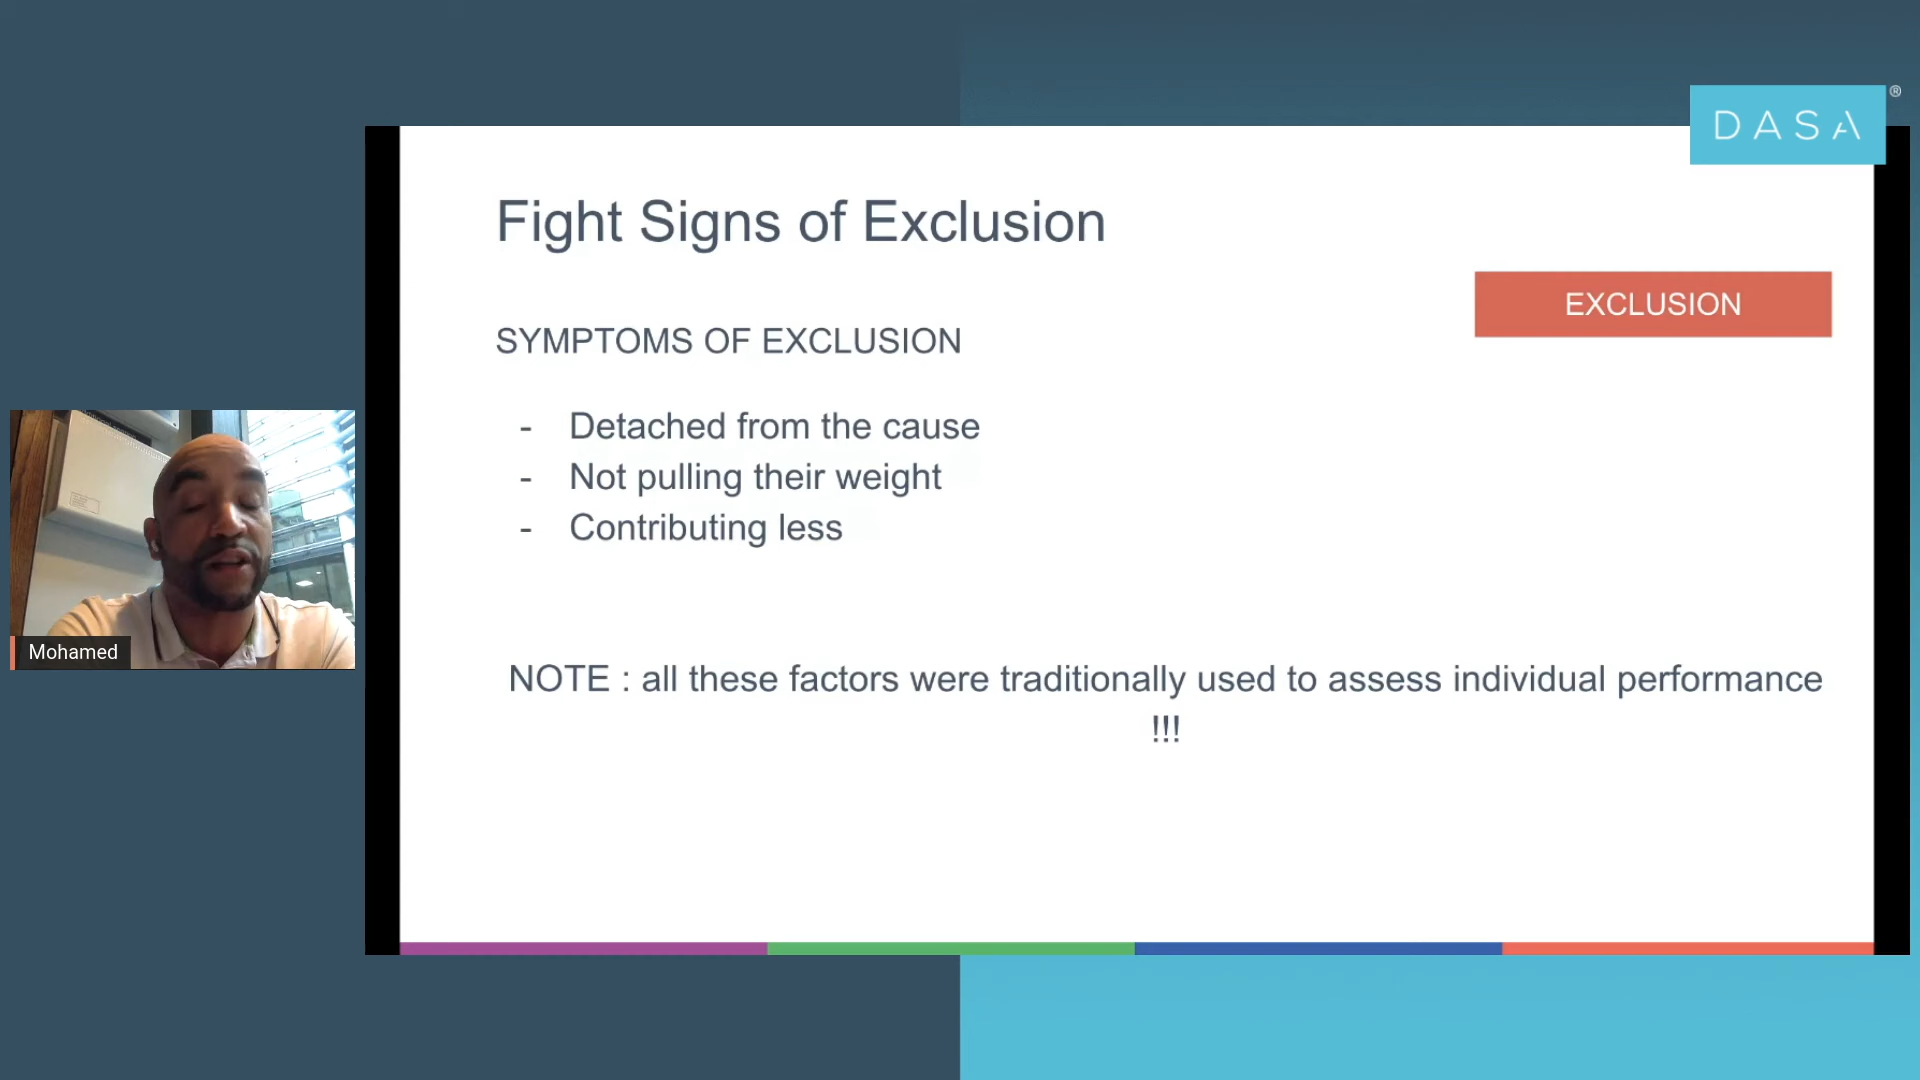 DASA
®
Fight Signs of Exclusion
EXCLUSION
SYMPTOMS OF EXCLUSION
- Detached from the cause
- Not pulling their weight
- Contributing less
Mohamed
NOTE : all these factors were traditionally used to assess individual performance
!!!